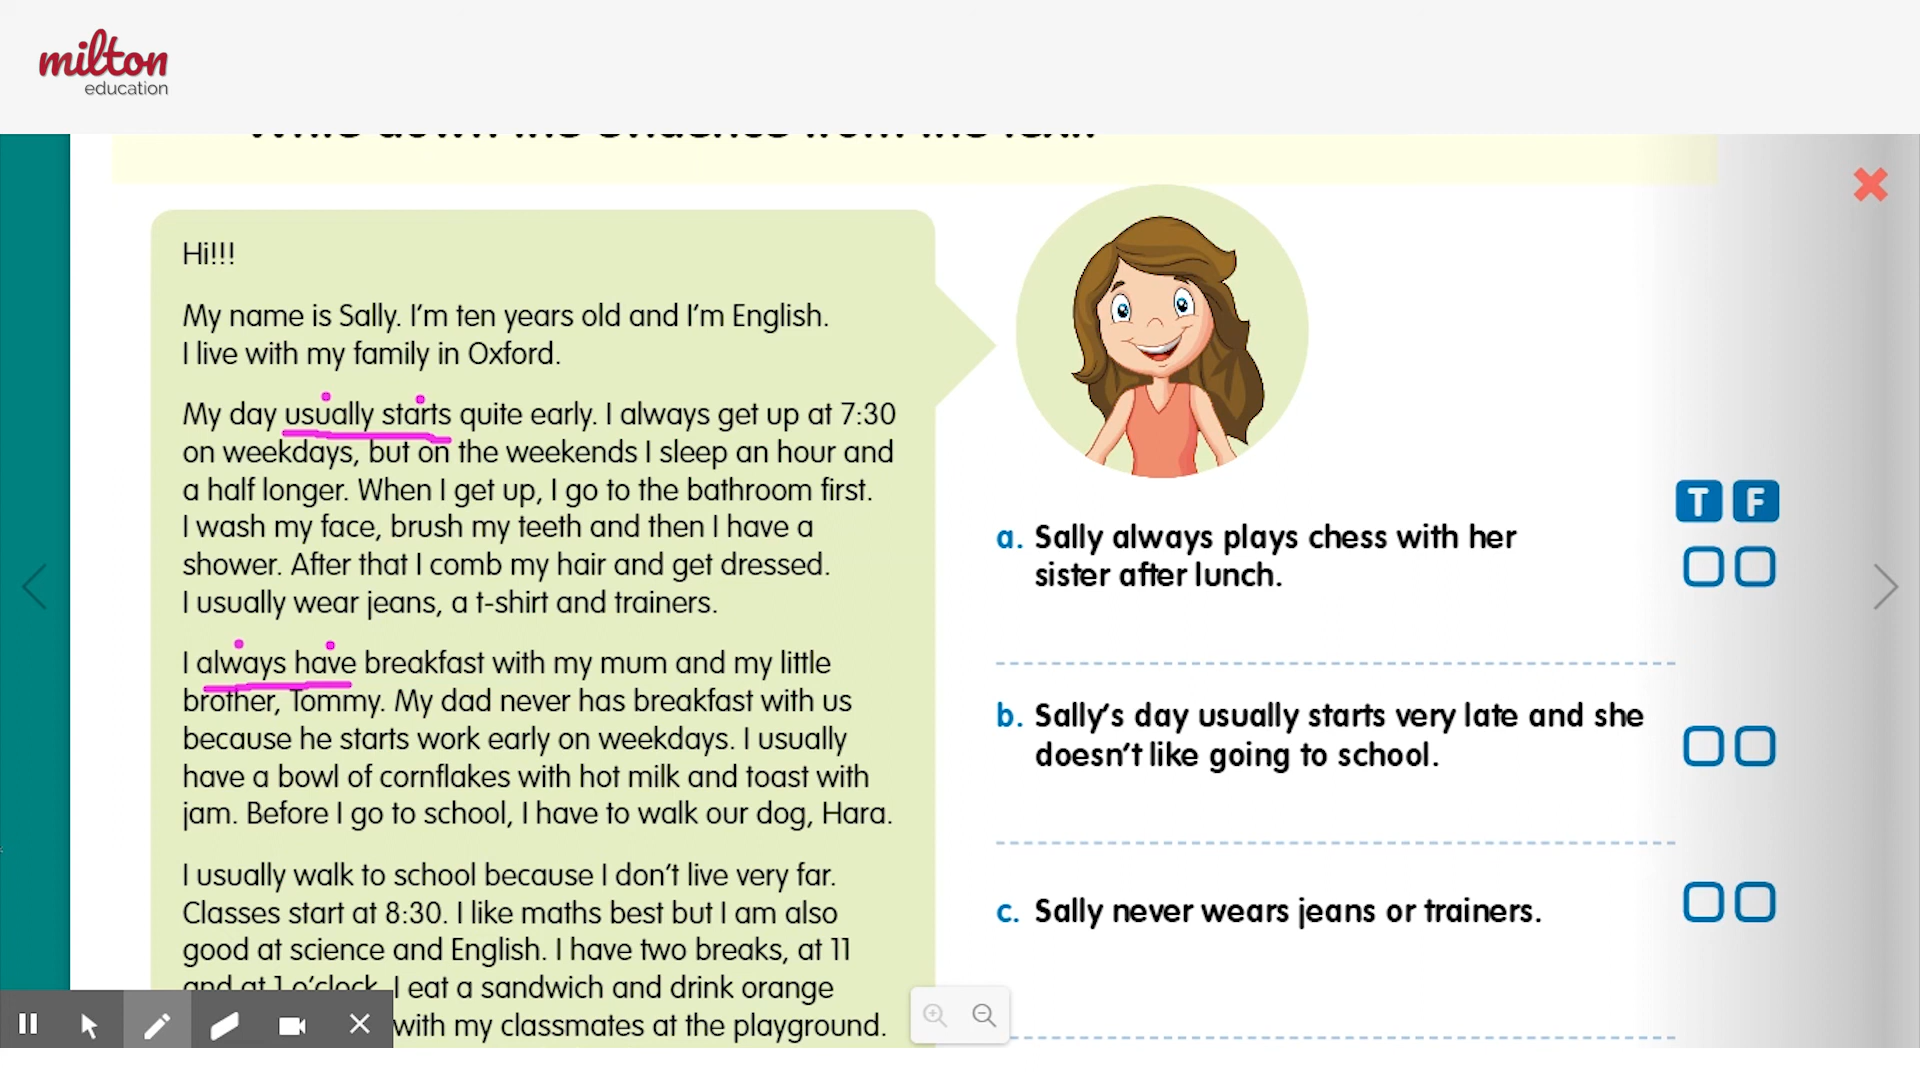 milton
education
Hi!!!
My name is Sally. I'm ten years old and I'm English.
I live with my family in Oxford.
My day usually starts quite early. I always get up at 7:30
on weekdays, but on the weekends I sleep an hour and
a half longer. When I get up, I go to the bathroom first.
I wash my face, brush my teeth and then I have a
shower. After that I comb my hair and get dressed.
I usually wear jeans, a t-shirt and trainers.
I always have breakfast with my mum and my little
brother, Tommy. My dad never has breakfast with us
because he starts work early on weekdays. I usually
have a bowl of cornflakes with hot milk and toast with
jam. Before I go to school, I have to walk our dog, Hara.
I usually walk to school because I don't live very far.
Classes start at 8:30. I like maths best but I am also
good at science and English. I have two breaks, at 11
and at 1 o'clock. I eat a sandwich and drink orange
with my classmates at the playground.
T F
a. Sally always plays chess with her
sister after lunch.
b. Sally's day usually starts very late and she
doesn't like going to school.
c. Sally never wears jeans or trainers.